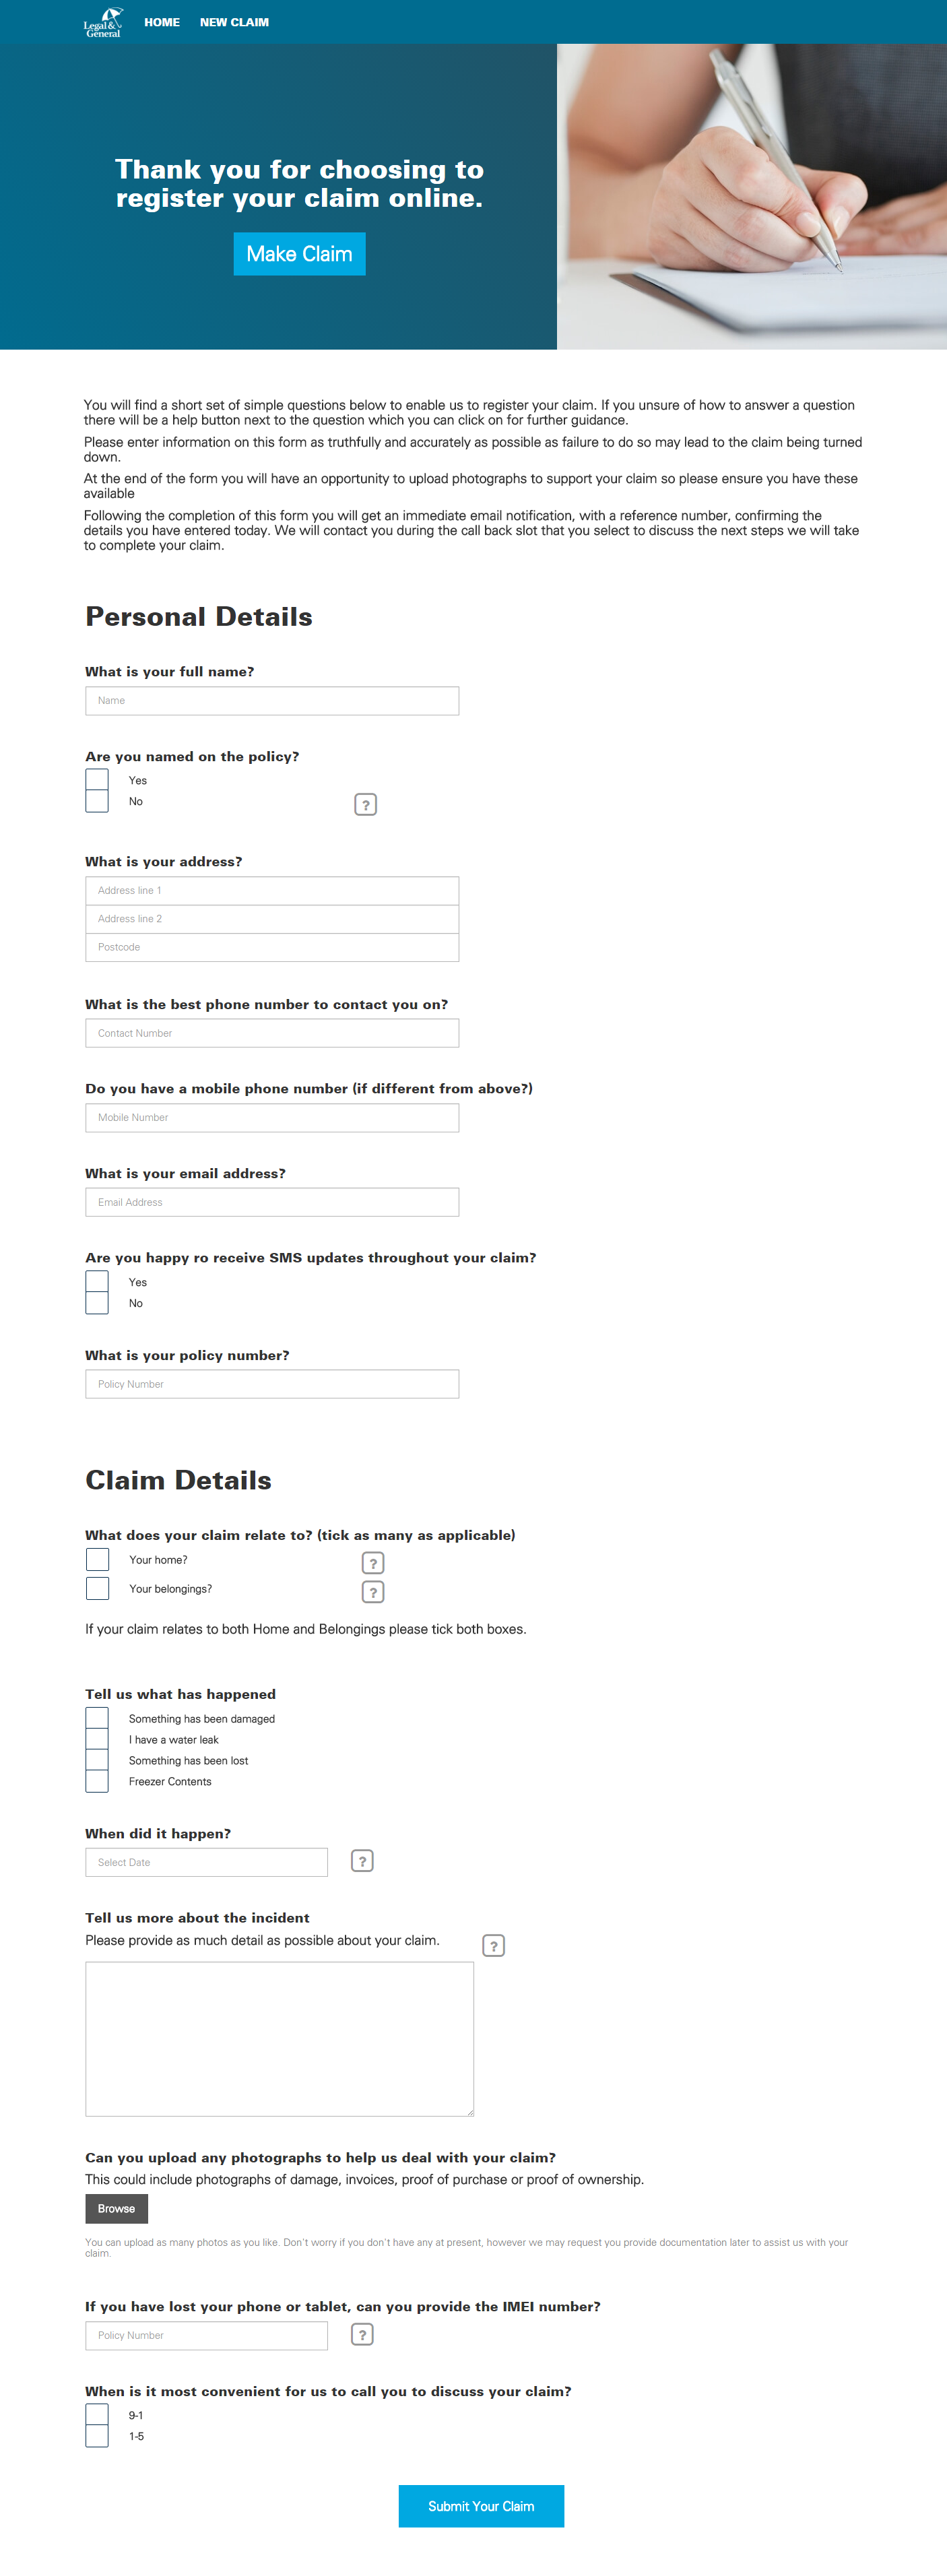 Legal &
General
HOME
NEW CLAIM
Thank you for choosing to
register your claim online.
Make Claim
You will find a short set of simple questions below to enable us to register your claim. If you unsure of how to answer a question
there will be a help button next to the question which you can click on for further guidance.
Please enter information on this form as truthfully and accurately as possible as failure to do so may lead to the claim being turned
down.
At the end of the form you will have an opportunity to upload photographs to support your claim so please ensure you have these
available
Following the completion of this form you will get an immediate email notification, with a reference number, confirming the
details you have entered today. We will contact you during the call back slot that you select to discuss the next steps we will take
to complete your claim.
Personal Details
What is your full name?
Name
Are you named on the policy?
Yes
No
?
What is your address?
Address line 1
Address line 2
Postcode
What is the best phone number to contact you on?
Contact Number
Do you have a mobile phone number (if different from above?)
Mobile Number
What is your email address?
Email Address
Are you happy ro receive SMS updates throughout your claim?
Yes
No
What is your policy number?
Policy Number
Claim Details
What does your claim relate to? (tick as many as applicable)
Your home?
?
Your belongings?
?
If your claim relates to both Home and Belongings please tick both boxes.
Tell us what has happened
Something has been damaged
I have a water leak
Something has been lost
Freezer Contents
When did it happen?
Select Date
?
Tell us more about the incident
Please provide as much detail as possible about your claim.
?
Can you upload any photographs to help us deal with your claim?
This could include photographs of damage, invoices, proof of purchase or proof of ownership.
Browse
You can upload as many photos as you like. Don't worry if you don't have any at present, however we may request you provide documentation later to assist us with your
claim.
If you have lost your phone or tablet, can you provide the IMEI number?
Policy Number
?
When is it most convenient for us to call you to discuss your claim?
9-1
1-5
Submit Your Claim